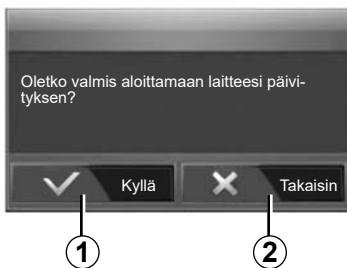 Oletko valmis aloittamaan laitteesi päivi-
tyksen?
Kyllä
Takaisin
1
2